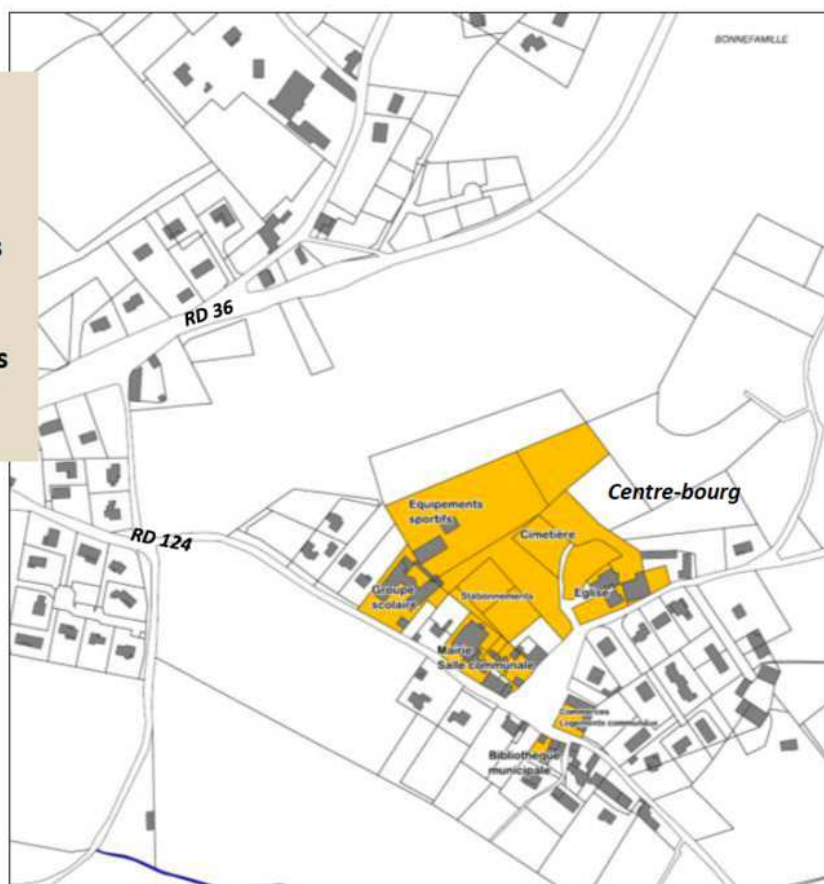 BONNEFAMILLE
s
RD 36
s
Equipements
sportifs
Centre-bourg
RD 124
Cimetière
Groupe
scolaire
Stationnements
Eglise
Mairie
Salle communale
Commerces
Logements communaux
Bibliothèque
municipale